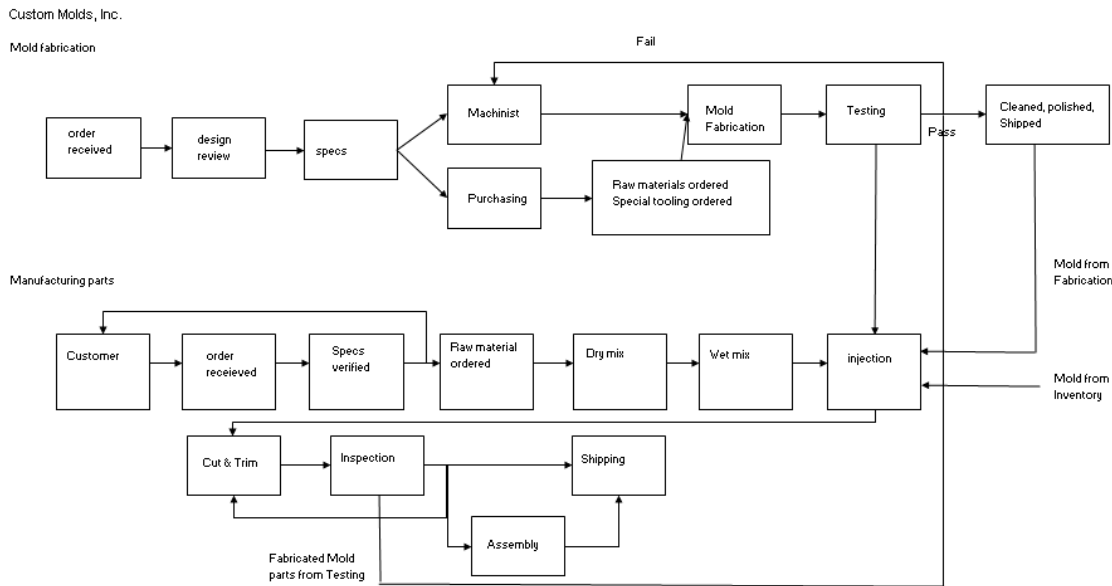 Custom Molds, Inc.
Mold fabrication
Fail
order
received
design
review
specs
Machinist
Purchasing
Mold
Fabrication
Raw materials ordered
Special tooling ordered
Testing
Pass
Cleaned, polished,
Shipped
Mold from
Fabrication
Manufacturing parts
Customer
order
receieved
Specs
verified
Raw material
ordered
Dry mix
Wet mix
injection
Mold from
Inventory
Cut & Trim
Inspection
Shipping
Assembly
Fabricated Mold
parts from Testing